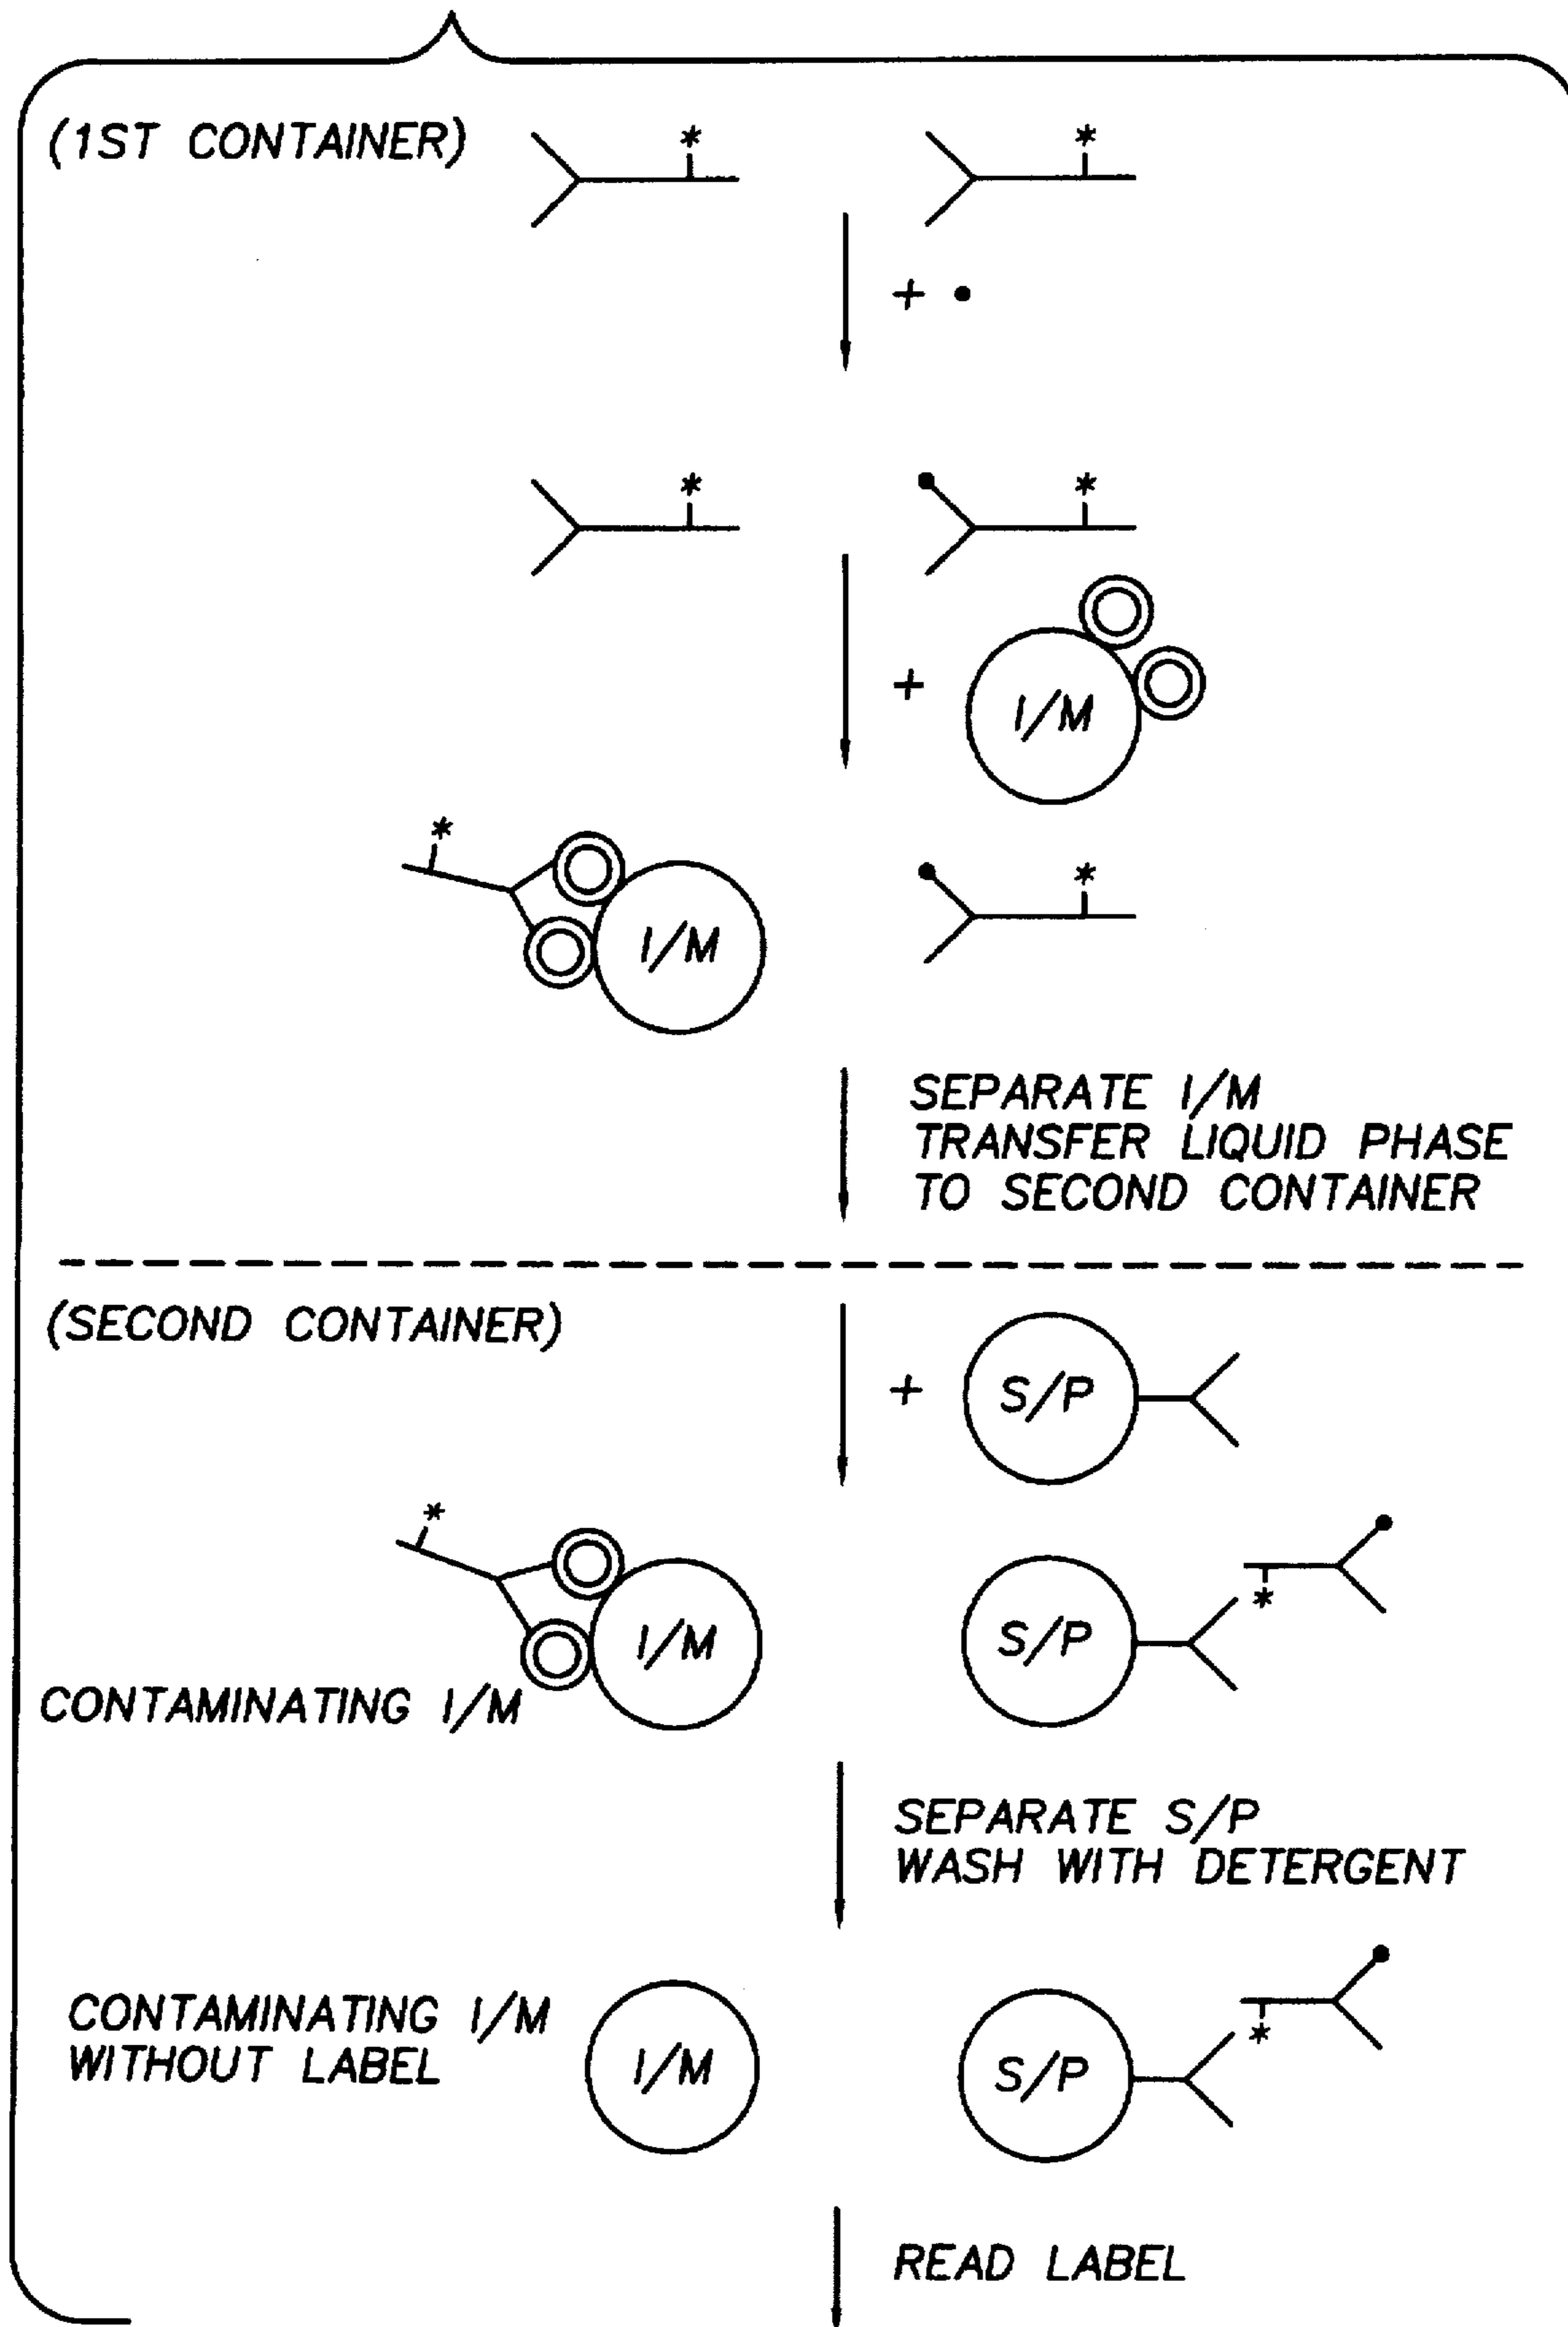 (1ST CONTAINER)
*
*
+ •
*
*
+
I/M
*
I/M
*
SEPARATE I/M
TRANSFER LIQUID PHASE
TO SECOND CONTAINER
(SECOND CONTAINER)
+
S/P
*
I/M
*
S/P
CONTAMINATING I/M
SEPARATE S/P
WASH WITH DETERGENT
CONTAMINATING I/M
WITHOUT LABEL
I/M
*
S/P
READ LABEL